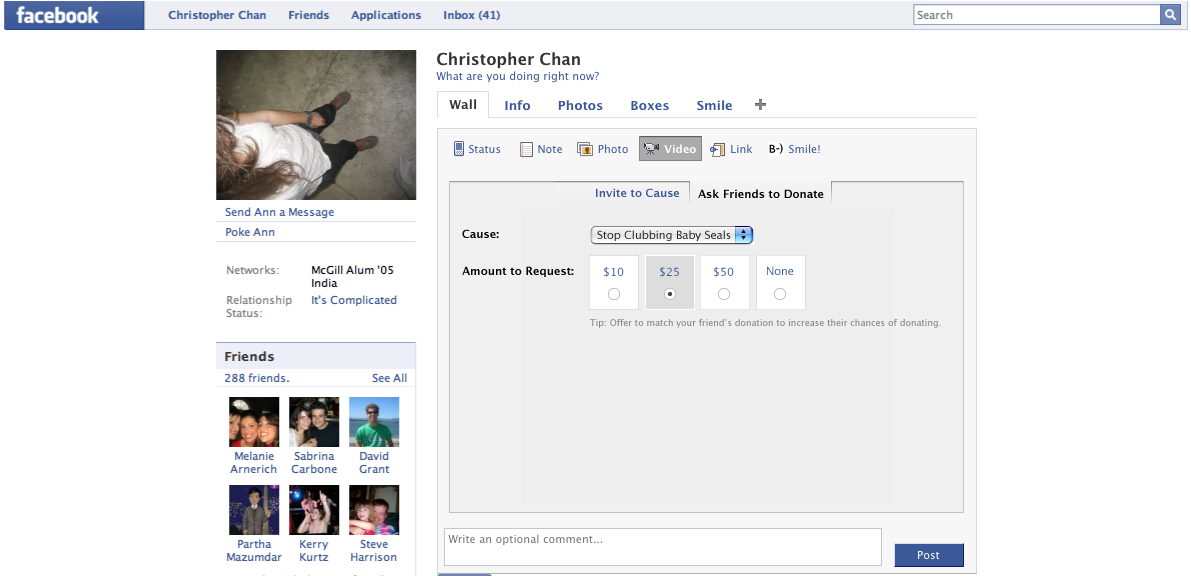 facebook
Christopher Chan Friends Applications Inbox (41) Search
Christopher Chan
What are you doing right now?
Wall Info Photos Boxes Smile
Status Note Photo Video Link B-) Smile!
Invite to Cause Ask Friends to Donate
Cause: Stop Clubbing Baby Seals
Amount to Request: $10 $25 $50 None
Tip: Offer to match your friend's donation to increase their chances of donating.
Write an optional comment...
Post
Send Ann a Message
Poke Ann
Networks: McGill Alum '05
India
Relationship It's Complicated
Status:
Friends
288 friends. See All
Melanie Sabrina David
Arnerich Carbone Grant
Partha Kerry Steve
Mazumdar Kurtz Harrison